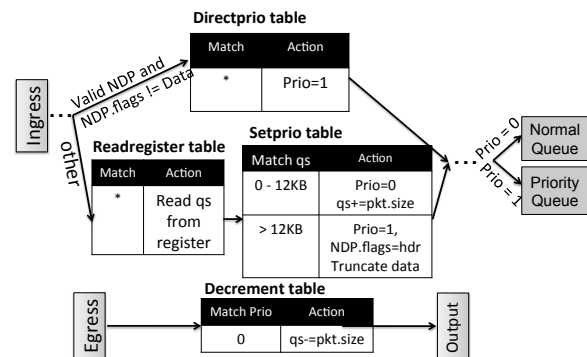 Directprio table
Match Action
* Prio=1
Ingress
Valid NDP and
NDP.flags != Data
other
Readregister table
Match Action
* Read qs
from
register
Setprio table
Match qs Action
0 - 12KB Prio=0
qs+=pkt.size
> 12KB Prio=1,
NDP.flags=hdr
Truncate data
Prio = 0
Prio = 1
Normal
Queue
Priority
Queue
Decrement table
Egress
Match Prio Action
0 qs-=pkt.size
Output